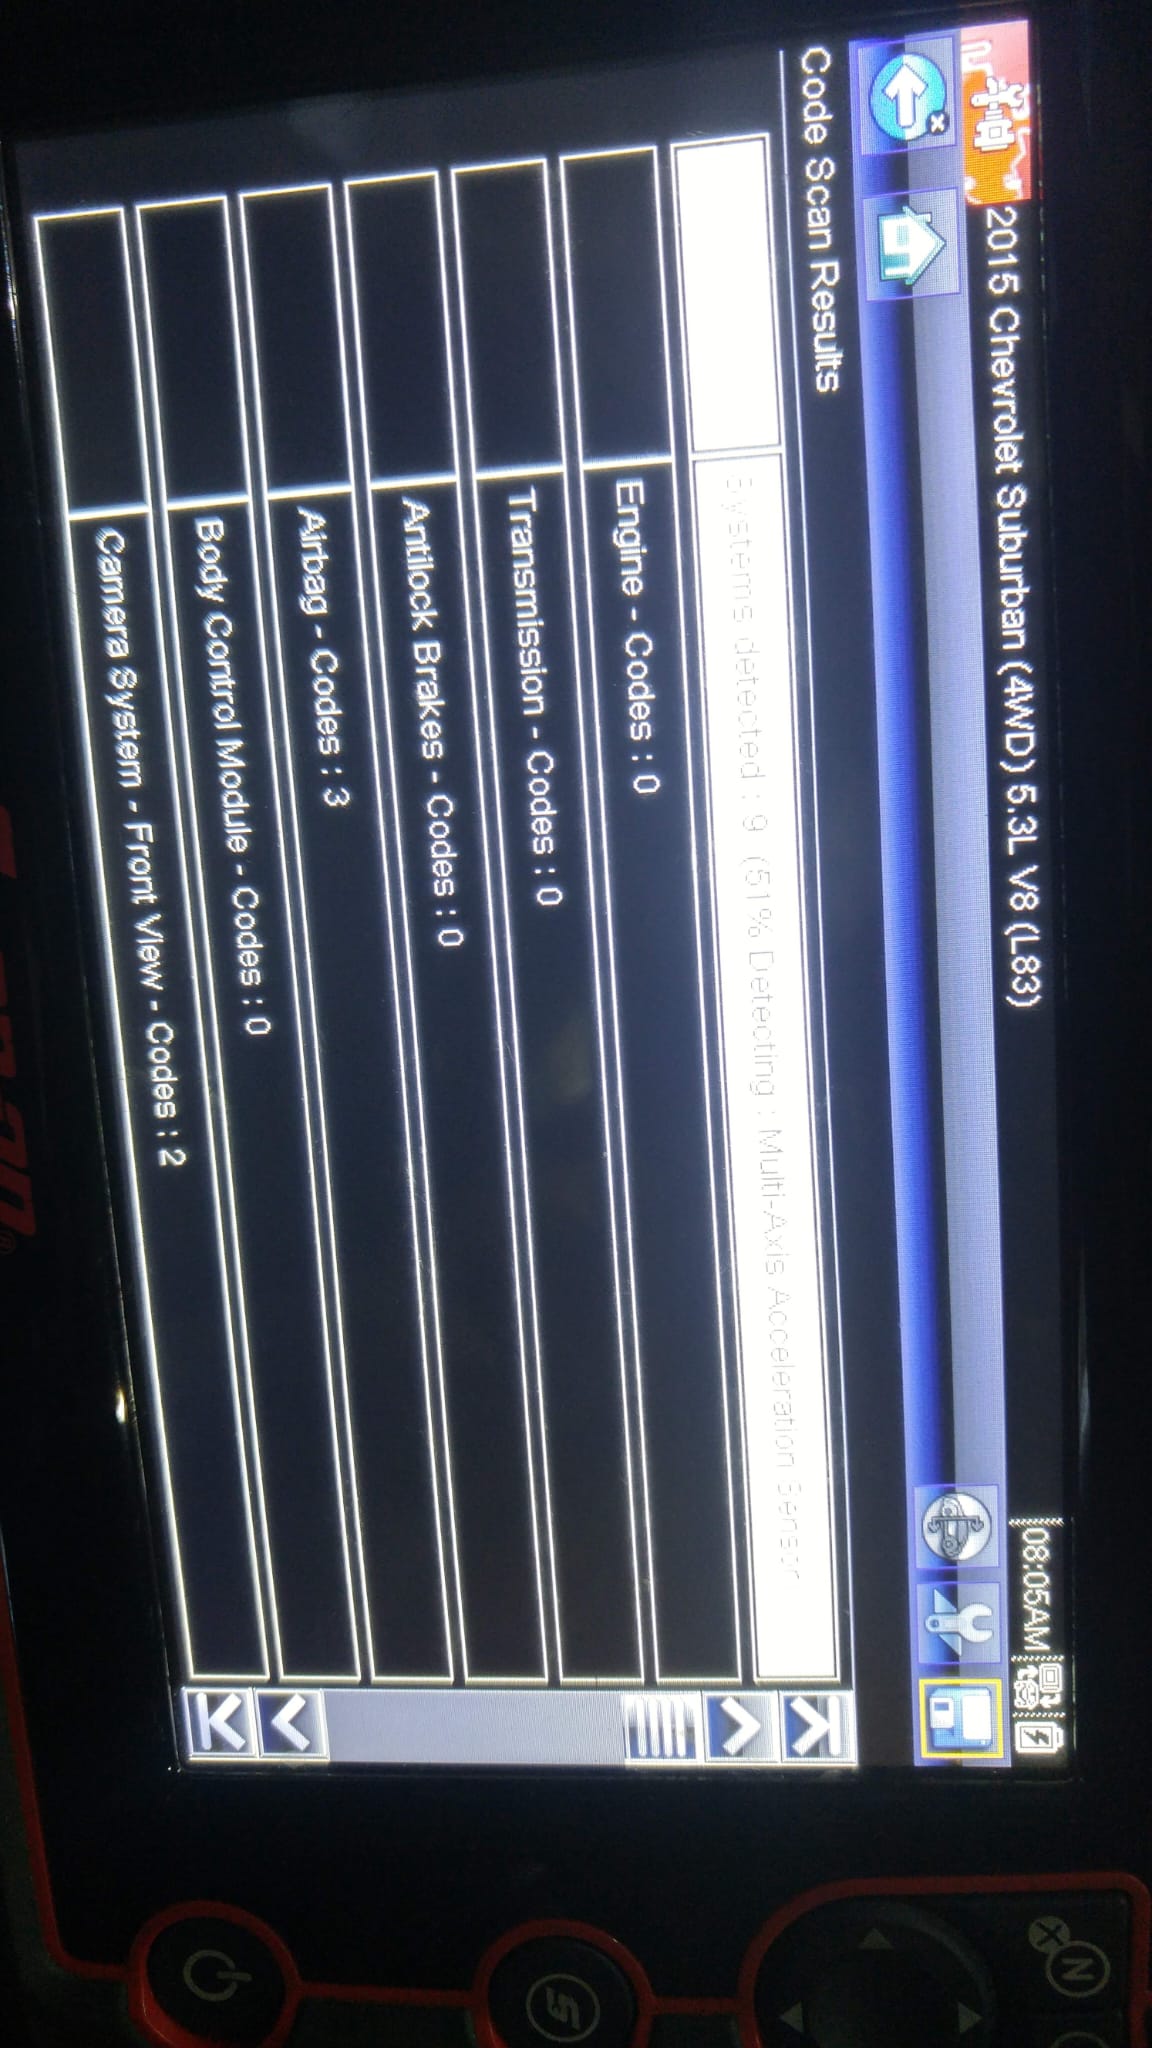 2015 Chevrolet Suburban (4WD) 5.3L V8 (L83)
08:05AM
Code Scan Results
Systems detected : 9 (51% Detecting : Multi-Axis Acceleration Sensor
Engine - Codes : 0
Transmission - Codes : 0
Antilock Brakes - Codes : 0
Airbag - Codes : 3
Body Control Module - Codes : 0
Camera System - Front View - Codes : 2
X N